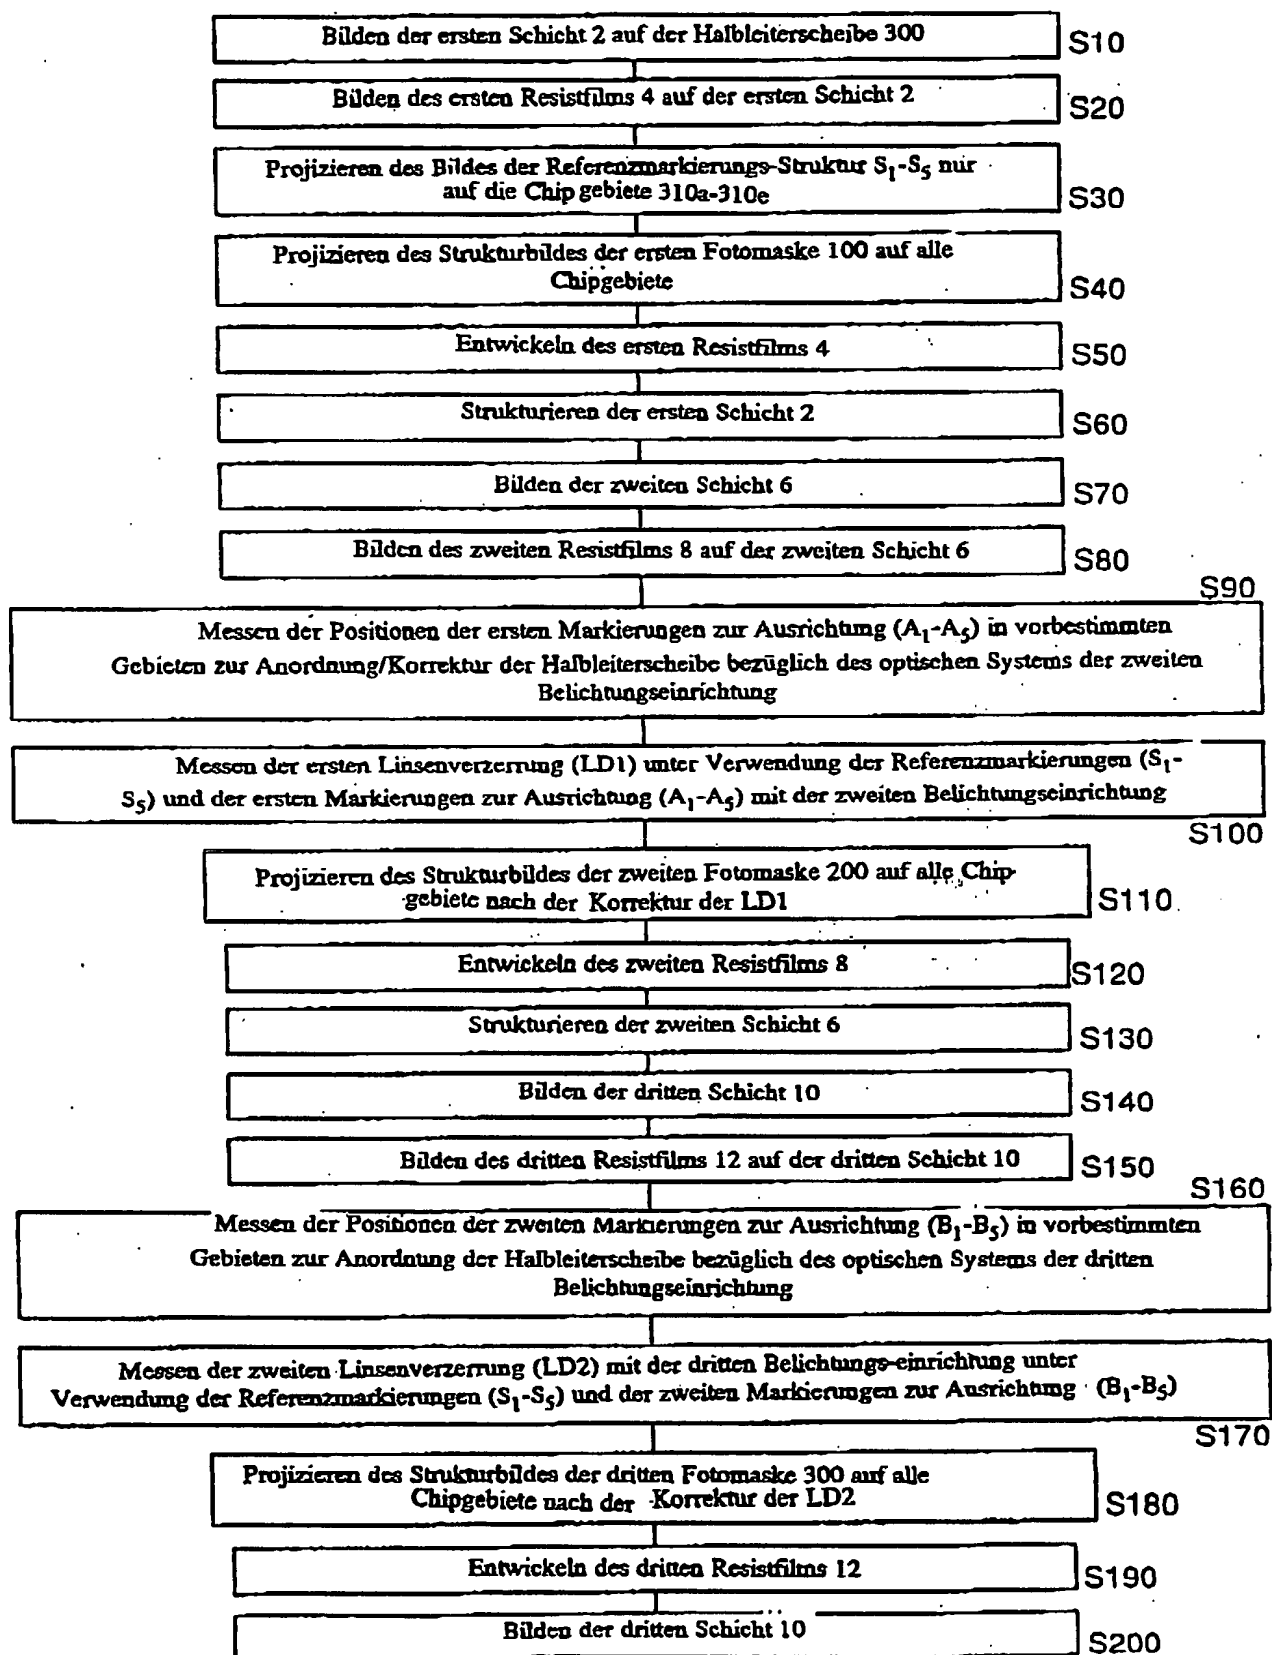 Bilden der ersten Schicht 2 auf der Halbleiterscheibe 300
S10
Bilden des ersten Resistfilms 4 auf der ersten Schicht 2
S20
Projizieren des Bildes der Referenzmarkierungs-Struktur S₁-S₅ nur
auf die Chipgebiete 310a-310e
S30
Projizieren des Strukturbildes der ersten Fotomaske 100 auf alle
Chipgebiete
S40
Entwickeln des ersten Resistfilms 4
S50
Strukturieren der ersten Schicht 2
S60
Bilden der zweiten Schicht 6
S70
Bilden des zweiten Resistfilms 8 auf der zweiten Schicht 6
S80
S90
Messen der Positionen der ersten Markierungen zur Ausrichtung (A₁-A₅) in vorbestimmten
Gebieten zur Anordnung/Korrektur der Halbleiterscheibe bezüglich des optischen Systems der zweiten
Belichtungseinrichtung
Messen der ersten Linsenverzerrung (LD1) unter Verwendung der Referenzmarkierungen (S₁-
S₅) und der ersten Markierungen zur Ausrichtung (A₁-A₅) mit der zweiten Belichtungseinrichtung
S100
Projizieren des Strukturbildes der zweiten Fotomaske 200 auf alle Chip-
gebiete nach der Korrektur der LD1
S110
Entwickeln des zweiten Resistfilms 8
S120
Strukturieren der zweiten Schicht 6
S130
Bilden der dritten Schicht 10
S140
Bilden des dritten Resistfilms 12 auf der dritten Schicht 10
S150
S160
Messen der Positionen der zweiten Markierungen zur Ausrichtung (B₁-B₅) in vorbestimmten
Gebieten zur Anordnung der Halbleiterscheibe bezüglich des optischen Systems der dritten
Belichtungseinrichtung
Messen der zweiten Linsenverzerrung (LD2) mit der dritten Belichtungs-einrichtung unter
Verwendung der Referenzmarkierungen (S₁-S₅) und der zweiten Markierungen zur Ausrichtung (B₁-B₅)
S170
Projizieren des Strukturbildes der dritten Fotomaske 300 auf alle
Chipgebiete nach der Korrektur der LD2
S180
Entwickeln des dritten Resistfilms 12
S190
Bilden der dritten Schicht 10
S200